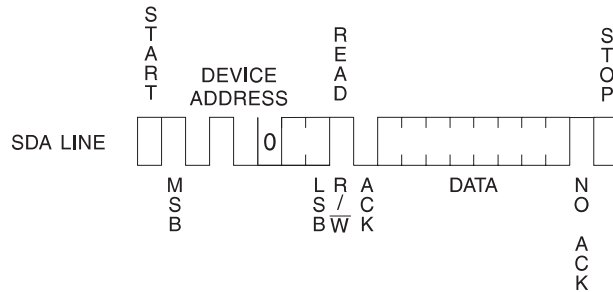 START
DEVICE
ADDRESS
READ
STOP
SDA LINE
0
MSB
LSB
R/W̅
ACK
DATA
NO ACK